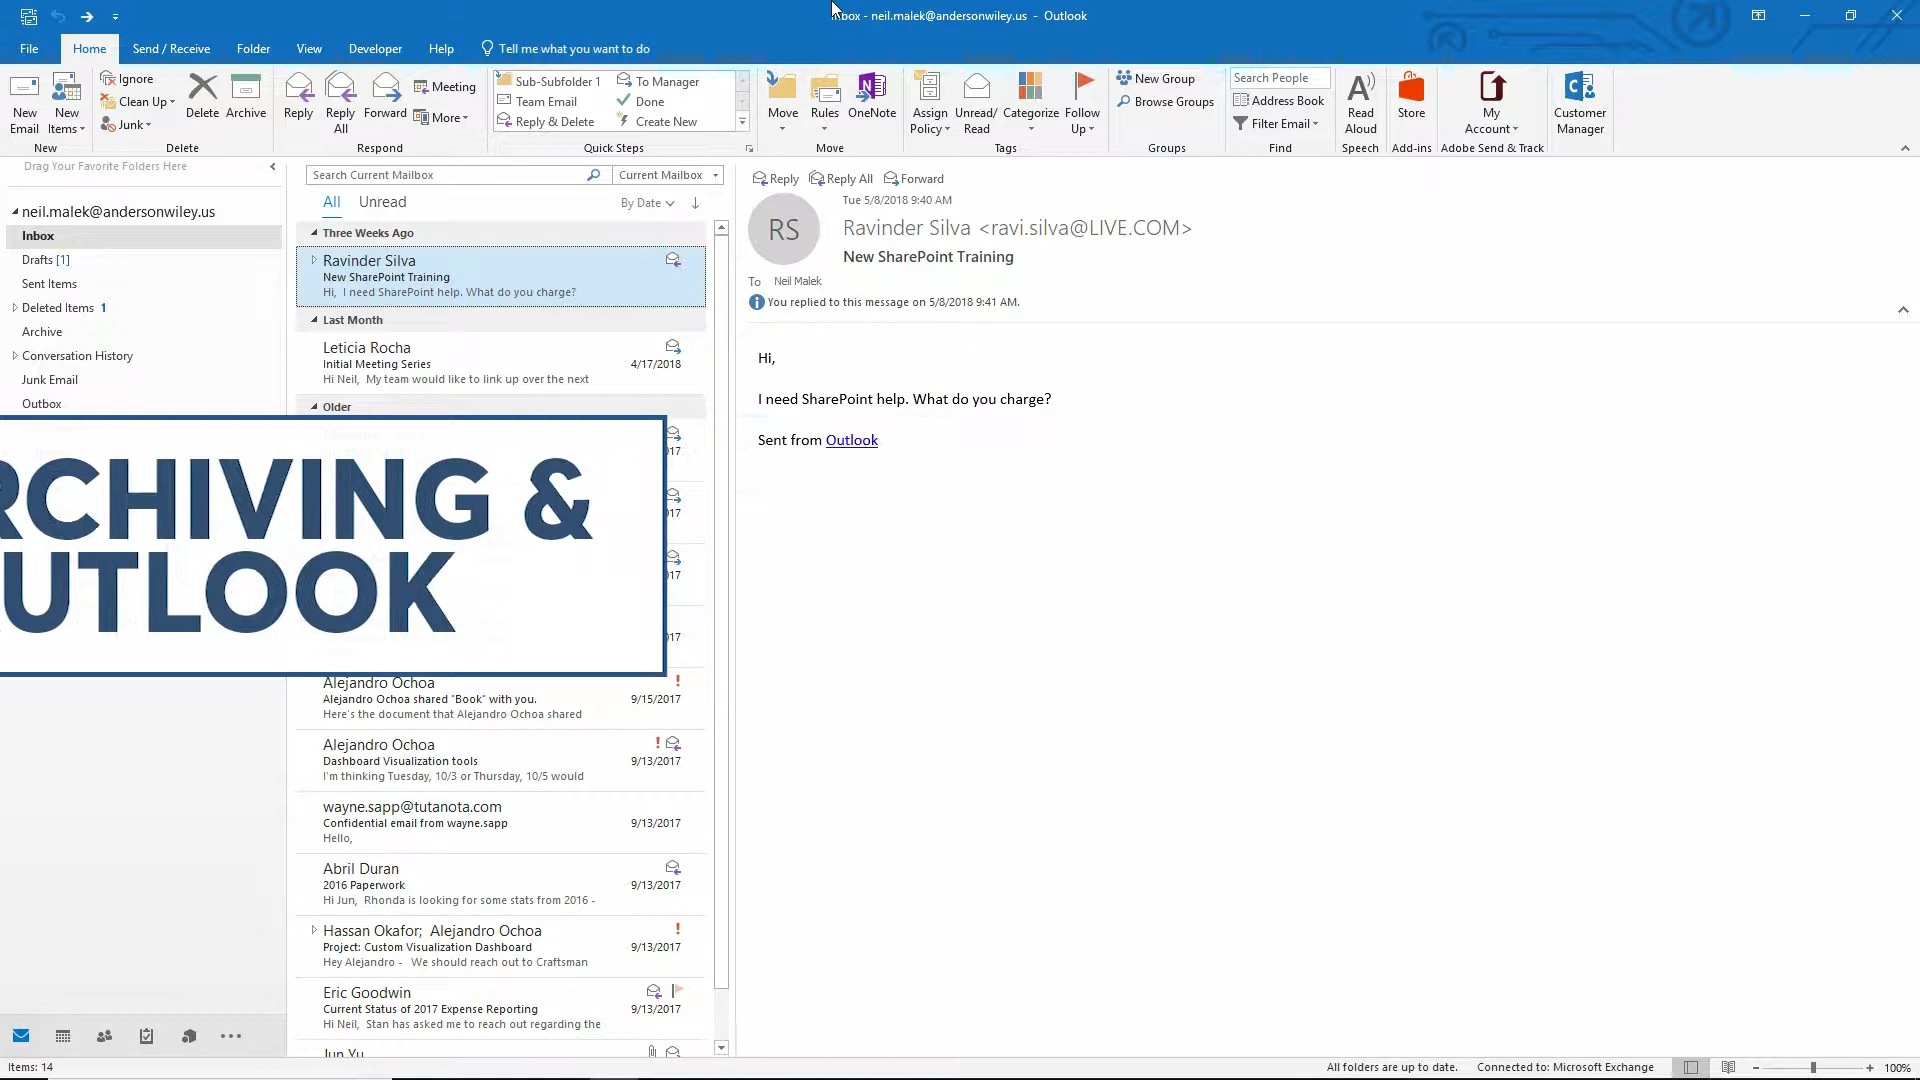 Inbox - neil.malek@andersonwiley.us - Outlook
File Home Send / Receive Folder View Developer Help Tell me what you want to do
New Email
New Items
New
Ignore
Clean Up
Junk
Delete
Archive
Delete
Reply
Reply All
Forward
Meeting
More
Respond
Sub-Subfolder 1
Team Email
Reply & Delete
To Manager
Done
Create New
Quick Steps
Move
Rules
OneNote
Move
Assign Policy
Unread/ Read
Categorize
Follow Up
Tags
New Group
Browse Groups
Groups
Search People
Address Book
Filter Email
Find
Read Aloud
Speech
Store
Add-ins
My Account
Adobe Send & Track
Customer Manager
Drag Your Favorite Folders Here
neil.malek@andersonwiley.us
Inbox
Drafts [1]
Sent Items
Deleted Items 1
Archive
Conversation History
Junk Email
Outbox
RCHIVING &
UTLOOK
Search Current Mailbox Current Mailbox
All Unread By Date
Three Weeks Ago
Ravinder Silva
New SharePoint Training
Hi, I need SharePoint help. What do you charge?
Last Month
Leticia Rocha
Initial Meeting Series 4/17/2018
Hi Neil, My team would like to link up over the next
Older
017
017
017
017
Alejandro Ochoa !
Alejandro Ochoa shared "Book" with you. 9/15/2017
Here's the document that Alejandro Ochoa shared
Alejandro Ochoa !
Dashboard Visualization tools 9/13/2017
I'm thinking Tuesday, 10/3 or Thursday, 10/5 would
wayne.sapp@tutanota.com
Confidential email from wayne.sapp 9/13/2017
Hello,
Abril Duran
2016 Paperwork 9/13/2017
Hi Jun, Rhonda is looking for some stats from 2016 -
Hassan Okafor; Alejandro Ochoa !
Project: Custom Visualization Dashboard 9/13/2017
Hey Alejandro - We should reach out to Craftsman
Eric Goodwin
Current Status of 2017 Expense Reporting 9/13/2017
Hi Neil, Stan has asked me to reach out regarding the
Jun Yu
Reply Reply All Forward
Tue 5/8/2018 9:40 AM
RS
Ravinder Silva <ravi.silva@LIVE.COM>
New SharePoint Training
To Neil Malek
You replied to this message on 5/8/2018 9:41 AM.
Hi,
I need SharePoint help. What do you charge?
Sent from Outlook
Items: 14
All folders are up to date. Connected to: Microsoft Exchange 100%